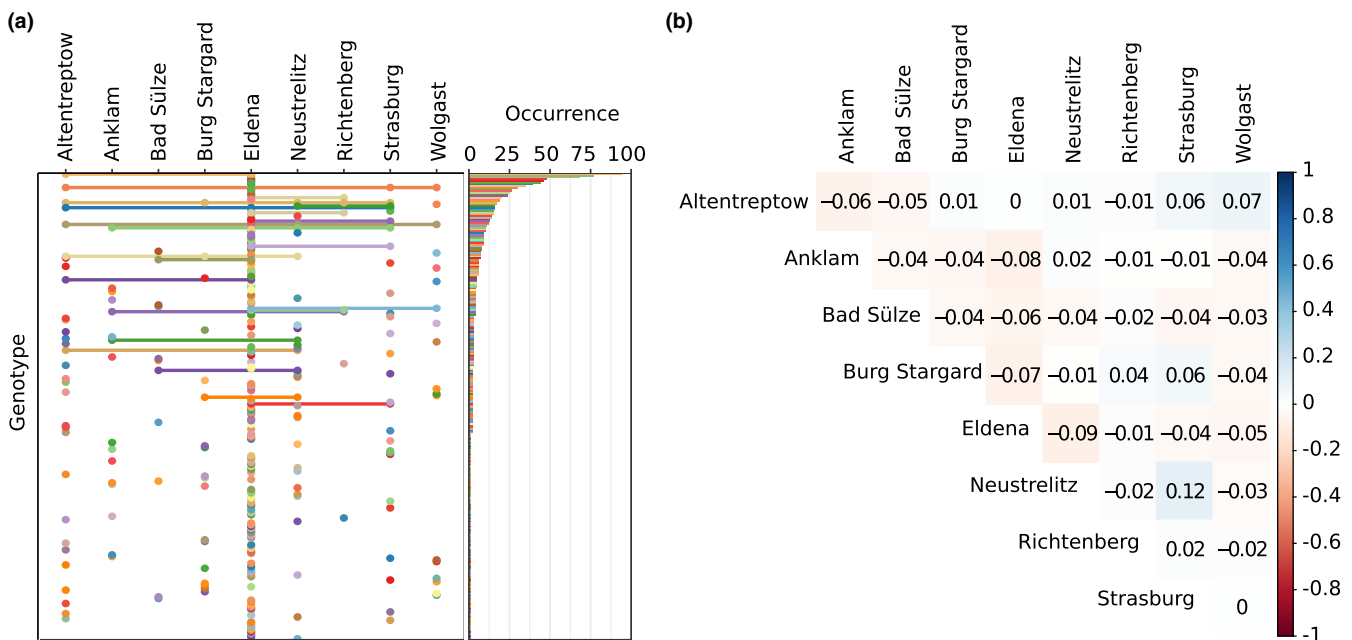 (a)
Altentreptow
Anklam
Bad Sülze
Burg Stargard
Eldena
Neustrelitz
Richtenberg
Strasburg
Wolgast
Occurrence
0 25 50 75 100
Genotype
(b)
Anklam
Bad Sülze
Burg Stargard
Eldena
Neustrelitz
Richtenberg
Strasburg
Wolgast
Altentreptow −0.06 −0.05 0.01 0 0.01 −0.01 0.06 0.07
Anklam −0.04 −0.04 −0.08 0.02 −0.01 −0.01 −0.04
Bad Sülze −0.04 −0.06 −0.04 −0.02 −0.04 −0.03
Burg Stargard −0.07 −0.01 0.04 0.06 −0.04
Eldena −0.09 −0.01 −0.04 −0.05
Neustrelitz −0.02 0.12 −0.03
Richtenberg 0.02 −0.02
Strasburg 0
1
0.8
0.6
0.4
0.2
0
-0.2
-0.4
-0.6
-0.8
-1